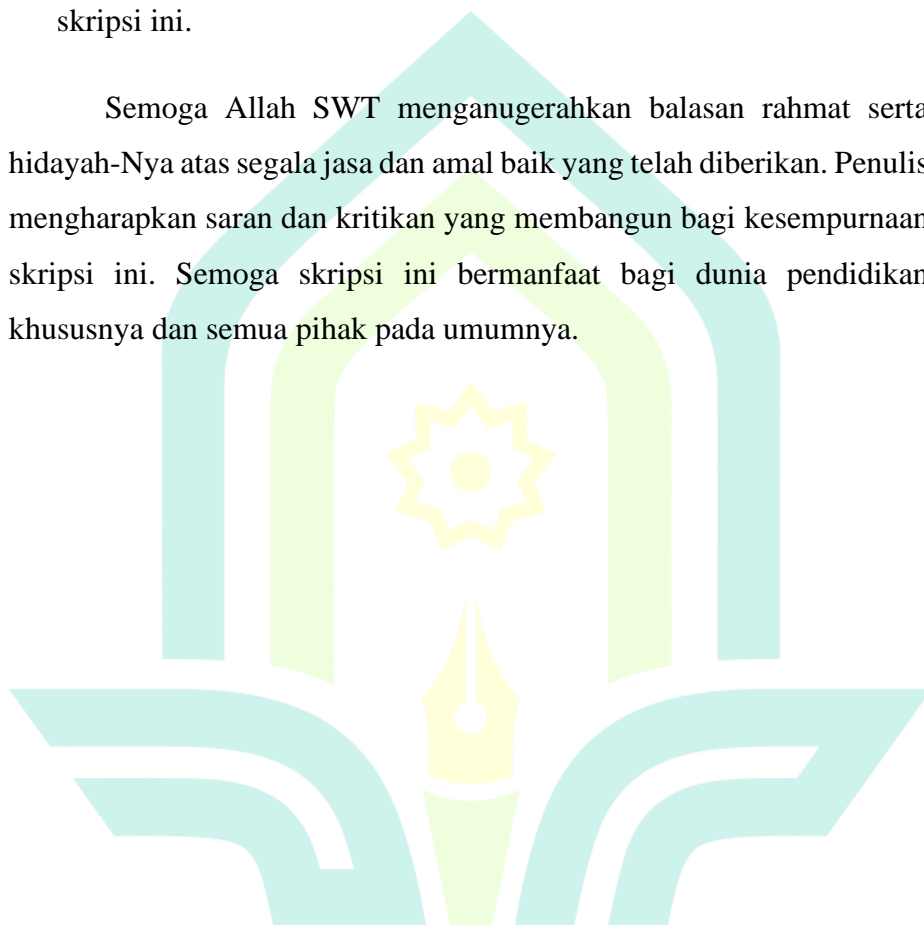 skripsi ini.
Semoga Allah SWT menganugerahkan balasan rahmat serta
hidayah-Nya atas segala jasa dan amal baik yang telah diberikan. Penulis
mengharapkan saran dan kritikan yang membangun bagi kesempurnaan
skripsi ini. Semoga skripsi ini bermanfaat bagi dunia pendidikan
khususnya dan semua pihak pada umumnya.